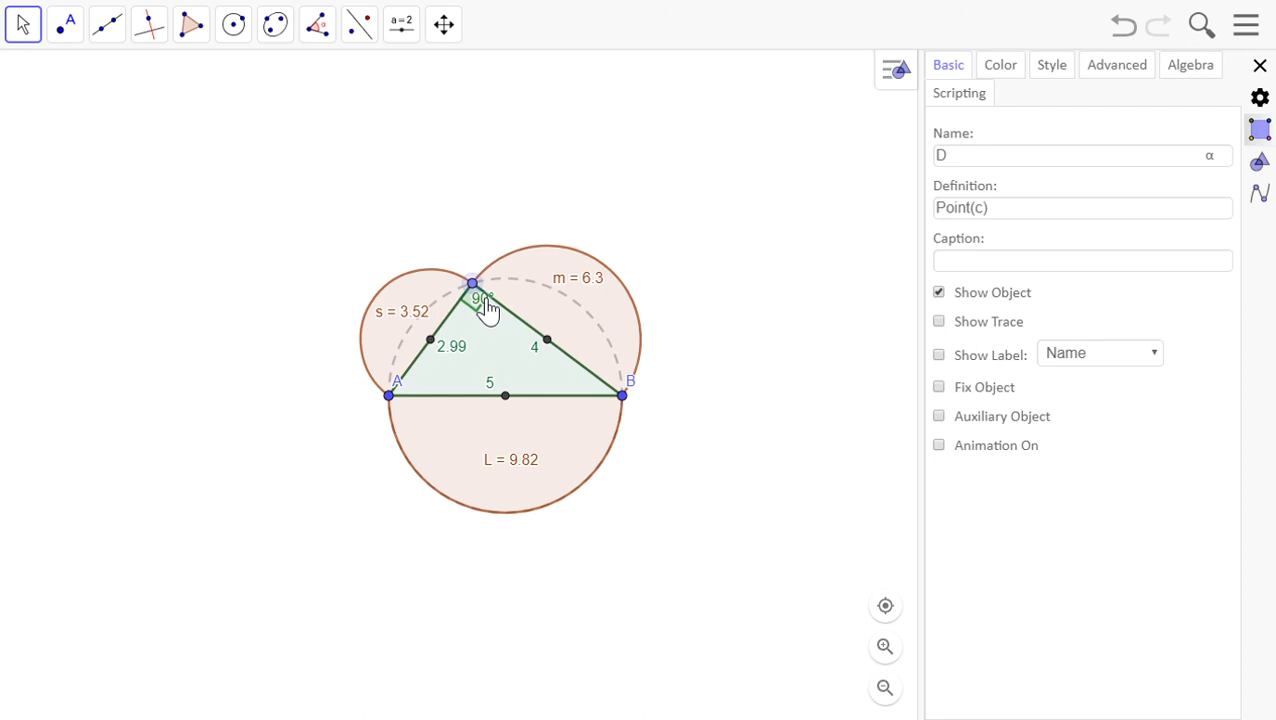 A
α
a=2
Basic
Color
Style
Advanced
Algebra
Scripting
Name:
D
α
Definition:
Point(c)
Caption:
Show Object
Show Trace
Show Label:
Name
Fix Object
Auxiliary Object
Animation On
m = 6.3
90°
s = 3.52
2.99
4
A
5
B
L = 9.82